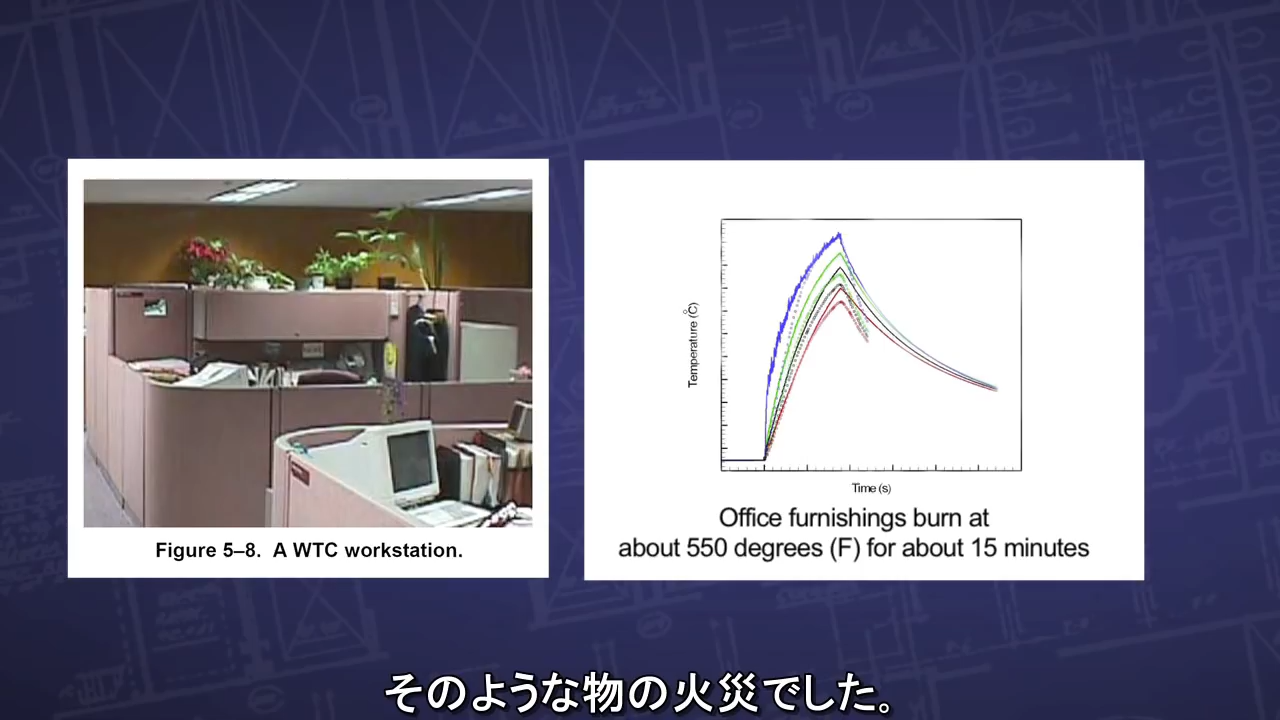 Figure 5–8. A WTC workstation.
Temperature (°C)
Time (s)
Office furnishings burn at
about 550 degrees (F) for about 15 minutes
そのような物の火災でした。